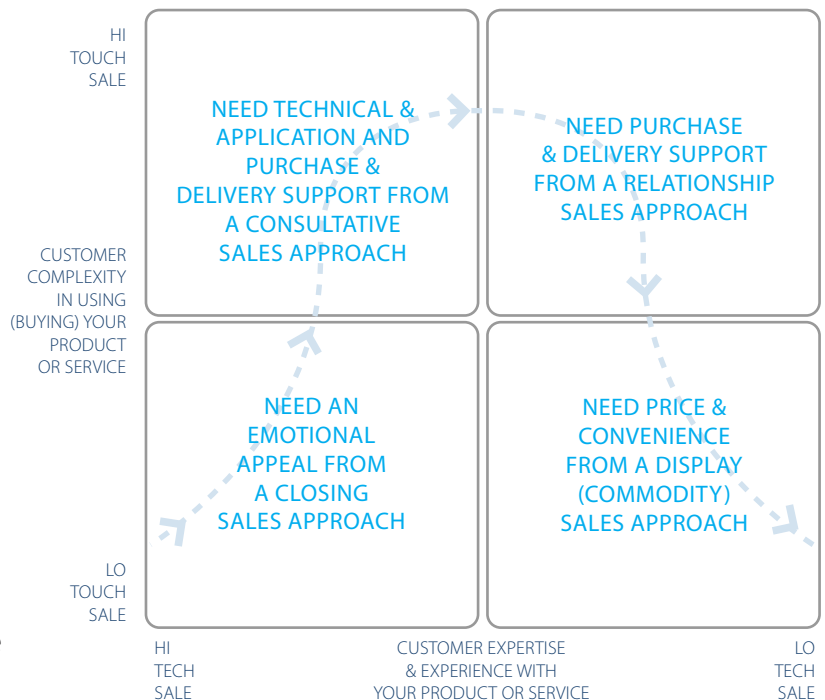 HI
TOUCH
SALE
NEED TECHNICAL &
APPLICATION AND
PURCHASE &
DELIVERY SUPPORT FROM
A CONSULTATIVE
SALES APPROACH
NEED PURCHASE
& DELIVERY SUPPORT
FROM A RELATIONSHIP
SALES APPROACH
CUSTOMER
COMPLEXITY
IN USING
(BUYING) YOUR
PRODUCT
OR SERVICE
NEED AN
EMOTIONAL
APPEAL FROM
A CLOSING
SALES APPROACH
NEED PRICE &
CONVENIENCE
FROM A DISPLAY
(COMMODITY)
SALES APPROACH
LO
TOUCH
SALE
HI
TECH
SALE
CUSTOMER EXPERTISE
& EXPERIENCE WITH
YOUR PRODUCT OR SERVICE
LO
TECH
SALE